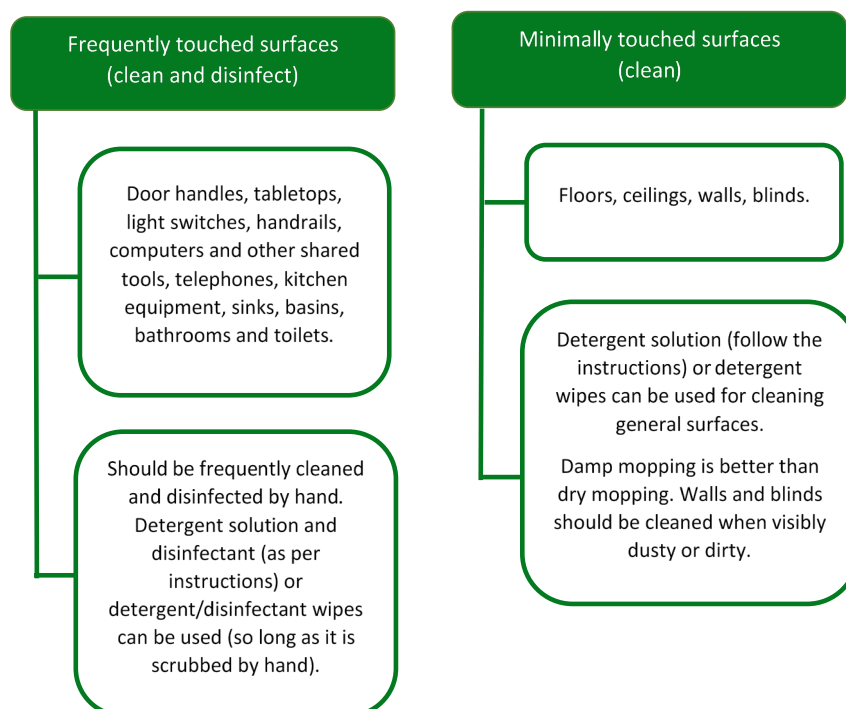 Frequently touched surfaces
(clean and disinfect)
Door handles, tabletops,
light switches, handrails,
computers and other shared
tools, telephones, kitchen
equipment, sinks, basins,
bathrooms and toilets.
Should be frequently cleaned
and disinfected by hand.
Detergent solution and
disinfectant (as per
instructions) or
detergent/disinfectant wipes
can be used (so long as it is
scrubbed by hand).
Minimally touched surfaces
(clean)
Floors, ceilings, walls, blinds.
Detergent solution (follow the
instructions) or detergent
wipes can be used for cleaning
general surfaces.
Damp mopping is better than
dry mopping. Walls and blinds
should be cleaned when visibly
dusty or dirty.